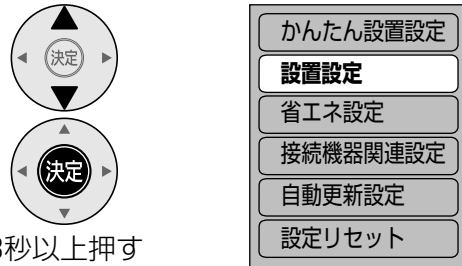 決定
決定
3秒以上押す
かんたん設置設定
設置設定
省エネ設定
接続機器関連設定
自動更新設定
設定リセット